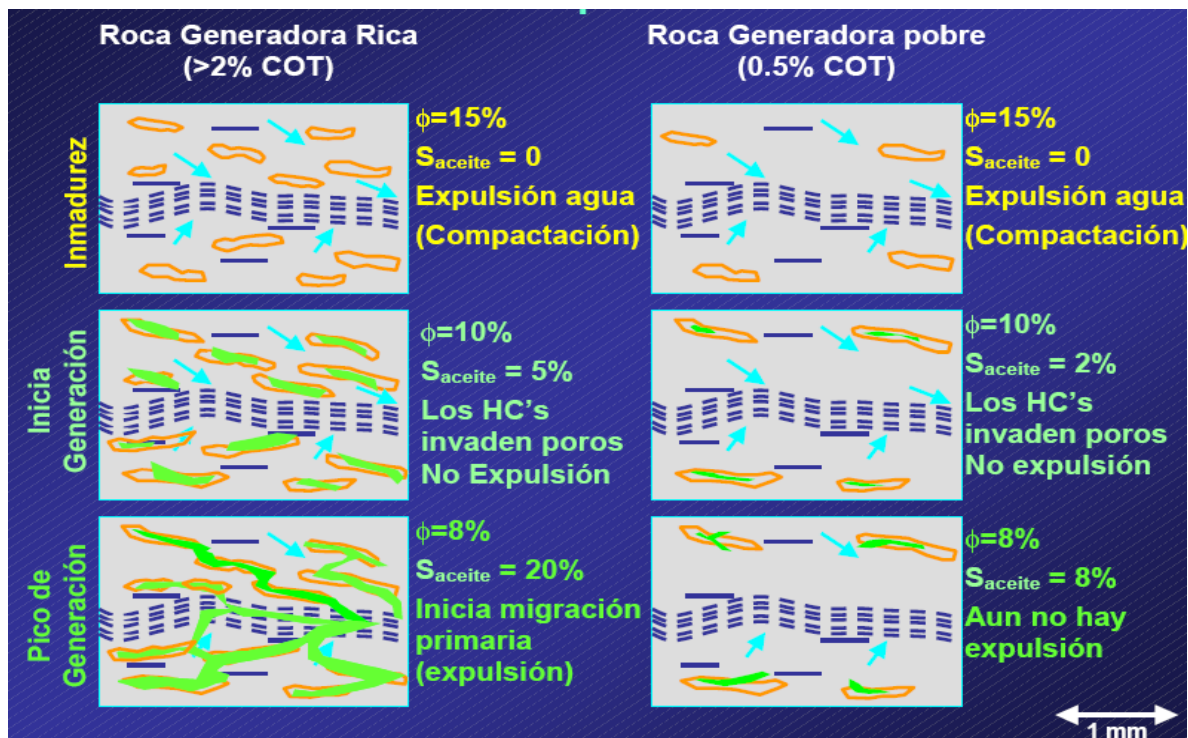 Roca Generadora Rica
(>2% COT)
Roca Generadora pobre
(0.5% COT)
Inmadurez
ϕ=15%
Saceite = 0
Expulsión agua
(Compactación)
ϕ=15%
Saceite = 0
Expulsión agua
(Compactación)
Inicia
Generación
ϕ=10%
Saceite = 5%
Los HC's
invaden poros
No Expulsión
ϕ=10%
Saceite = 2%
Los HC's
invaden poros
No expulsión
Pico de
Generación
ϕ=8%
Saceite = 20%
Inicia migración
primaria
(expulsión)
ϕ=8%
Saceite = 8%
Aun no hay
expulsión
1 mm